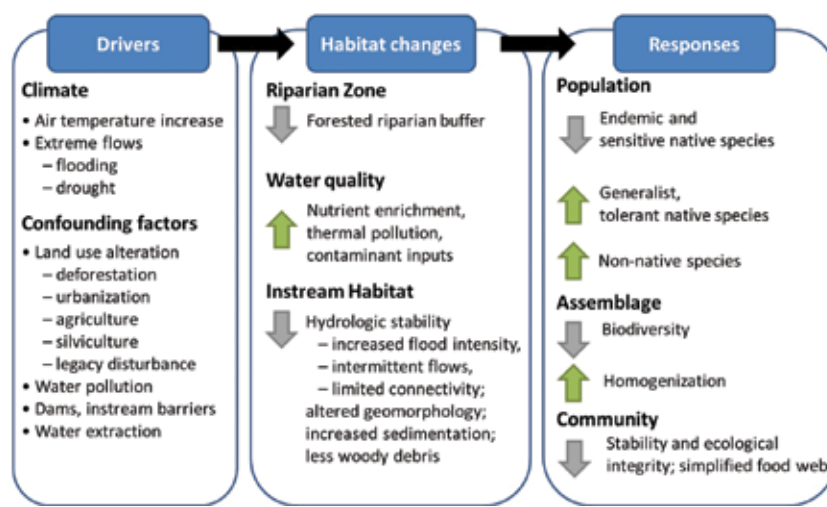 Drivers
Climate
• Air temperature increase
• Extreme flows
– flooding
– drought
Confounding factors
• Land use alteration
– deforestation
– urbanization
– agriculture
– silviculture
– legacy disturbance
• Water pollution
• Dams, instream barriers
• Water extraction
Habitat changes
Riparian Zone
Forested riparian buffer
Water quality
Nutrient enrichment,
thermal pollution,
contaminant inputs
Instream Habitat
Hydrologic stability
– increased flood intensity,
– intermittent flows,
– limited connectivity;
altered geomorphology;
increased sedimentation;
less woody debris
Responses
Population
Endemic and
sensitive native species
Generalist,
tolerant native species
Non-native species
Assemblage
Biodiversity
Homogenization
Community
Stability and ecological
integrity; simplified food web